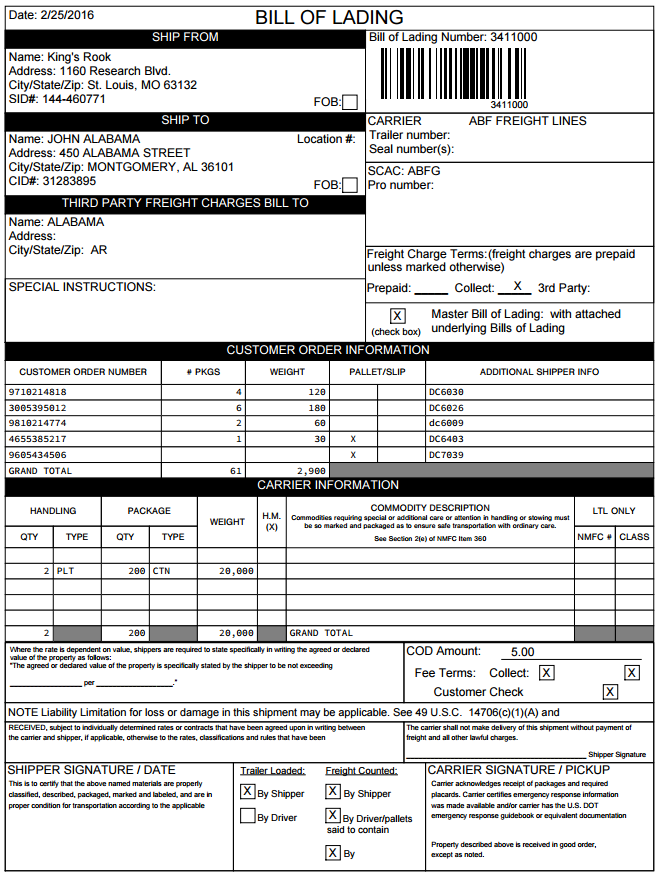 Date: 2/25/2016
BILL OF LADING
SHIP FROM
Name: King's Rook
Address: 1160 Research Blvd.
City/State/Zip: St. Louis, MO 63132
SID#: 144-460771
FOB:
Bill of Lading Number: 3411000
3411000
SHIP TO
Name: JOHN ALABAMA Location #:
Address: 450 ALABAMA STREET
City/State/Zip: MONTGOMERY, AL 36101
CID#: 31283895
FOB:
CARRIER ABF FREIGHT LINES
Trailer number:
Seal number(s):
SCAC: ABFG
Pro number:
THIRD PARTY FREIGHT CHARGES BILL TO
Name: ALABAMA
Address:
City/State/Zip: AR
Freight Charge Terms:(freight charges are prepaid
unless marked otherwise)
Prepaid: ____ Collect: X 3rd Party:
SPECIAL INSTRUCTIONS:
X Master Bill of Lading: with attached
(check box) underlying Bills of Lading
CUSTOMER ORDER INFORMATION
CUSTOMER ORDER NUMBER # PKGS WEIGHT PALLET/SLIP ADDITIONAL SHIPPER INFO
9710214818 4 120 DC6030
3005395012 6 180 DC6026
9810214774 2 60 dc6009
4655385217 1 30 X DC6403
9605434506 X DC7039
GRAND TOTAL 61 2,900
CARRIER INFORMATION
HANDLING PACKAGE WEIGHT H.M. (X) COMMODITY DESCRIPTION LTL ONLY
Commodities requiring special or additional care or attention in handling or stowing must
be so marked and packaged as to ensure safe transportation with ordinary care.
See Section 2(e) of NMFC Item 360
QTY TYPE QTY TYPE NMFC # CLASS
2 PLT 200 CTN 20,000
2 200 20,000 GRAND TOTAL
Where the rate is dependent on value, shippers are required to state specifically in writing the agreed or declared
value of the property as follows:
"The agreed or declared value of the property is specifically stated by the shipper to be not exceeding
__________ per __________."
COD Amount: 5.00
Fee Terms: Collect: X X
Customer Check X
NOTE Liability Limitation for loss or damage in this shipment may be applicable. See 49 U.S.C. 14706(c)(1)(A) and
RECEIVED, subject to individually determined rates or contracts that have been agreed upon in writing between
the carrier and shipper, if applicable, otherwise to the rates, classifications and rules that have been
The carrier shall not make delivery of this shipment without payment of
freight and all other lawful charges.
Shipper Signature
SHIPPER SIGNATURE / DATE
This is to certify that the above named materials are properly
classified, described, packaged, marked and labeled, and are in
proper condition for transportation according to the applicable
Trailer Loaded:
X By Shipper
By Driver
Freight Counted:
X By Shipper
X By Driver/pallets
said to contain
X By
CARRIER SIGNATURE / PICKUP
Carrier acknowledges receipt of packages and required
placards. Carrier certifies emergency response information
was made available and/or carrier has the U.S. DOT
emergency response guidebook or equivalent documentation
Property described above is received in good order,
except as noted.